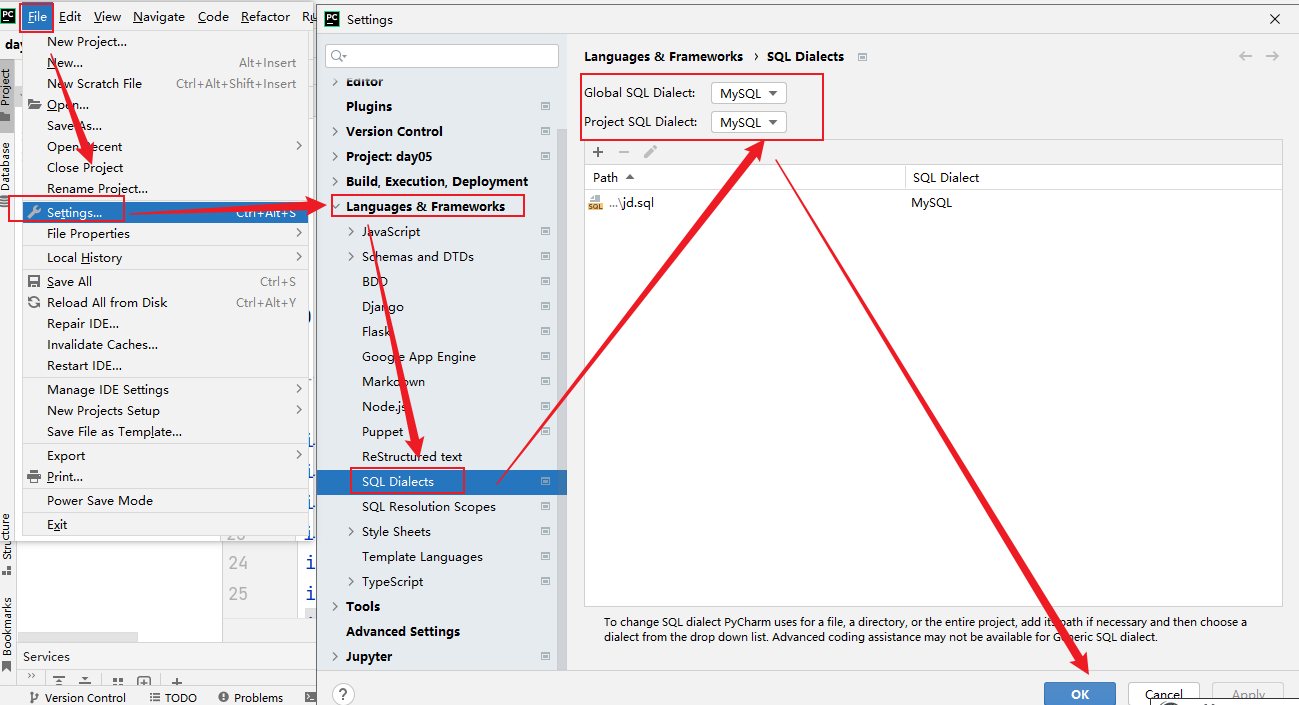 PC File Edit View Navigate Code Refactor
day
New Project...
New... Alt+Insert
New Scratch File Ctrl+Alt+Shift+Insert
Open...
Save As...
Open Recent
Close Project
Rename Project...
Settings... Ctrl+Alt+S
File Properties
Local History
Save All Ctrl+S
Reload All from Disk Ctrl+Alt+Y
Repair IDE...
Invalidate Caches...
Restart IDE...
Manage IDE Settings
New Projects Setup
Save File as Template...
Export
Print...
Power Save Mode
Exit
Project
Database
Structure
Bookmarks
24
25
Services
Version Control TODO Problems
PC Settings
Editor
Plugins
Version Control
Project: day05
Build, Execution, Deployment
Languages & Frameworks
JavaScript
Schemas and DTDs
BDD
Django
Flask
Google App Engine
Markdown
Node.js
Puppet
ReStructured text
SQL Dialects
SQL Resolution Scopes
Style Sheets
Template Languages
TypeScript
Tools
Advanced Settings
Jupyter
?
Languages & Frameworks › SQL Dialects
Global SQL Dialect: MySQL
Project SQL Dialect: MySQL
Path SQL Dialect
SQL ...\jd.sql MySQL
To change SQL dialect PyCharm uses for a file, a directory, or the entire project, add its path if necessary and then choose a
dialect from the drop down list. Advanced coding assistance may not be available for Generic SQL dialect.
OK Cancel Apply